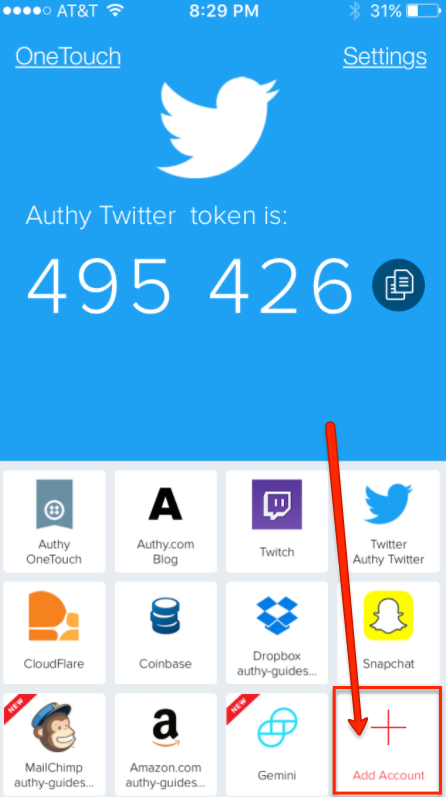 AT&T 8:29 PM 31%
OneTouch Settings
Authy Twitter token is:
495 426
Authy
OneTouch
A
Authy.com
Blog
Twitch
Twitter
Authy Twitter
CloudFlare
Coinbase
Dropbox
authy-guides...
Snapchat
NEW
MailChimp
authy-guides...
a
Amazon.com
authy-guides...
NEW
Gemini
Add Account